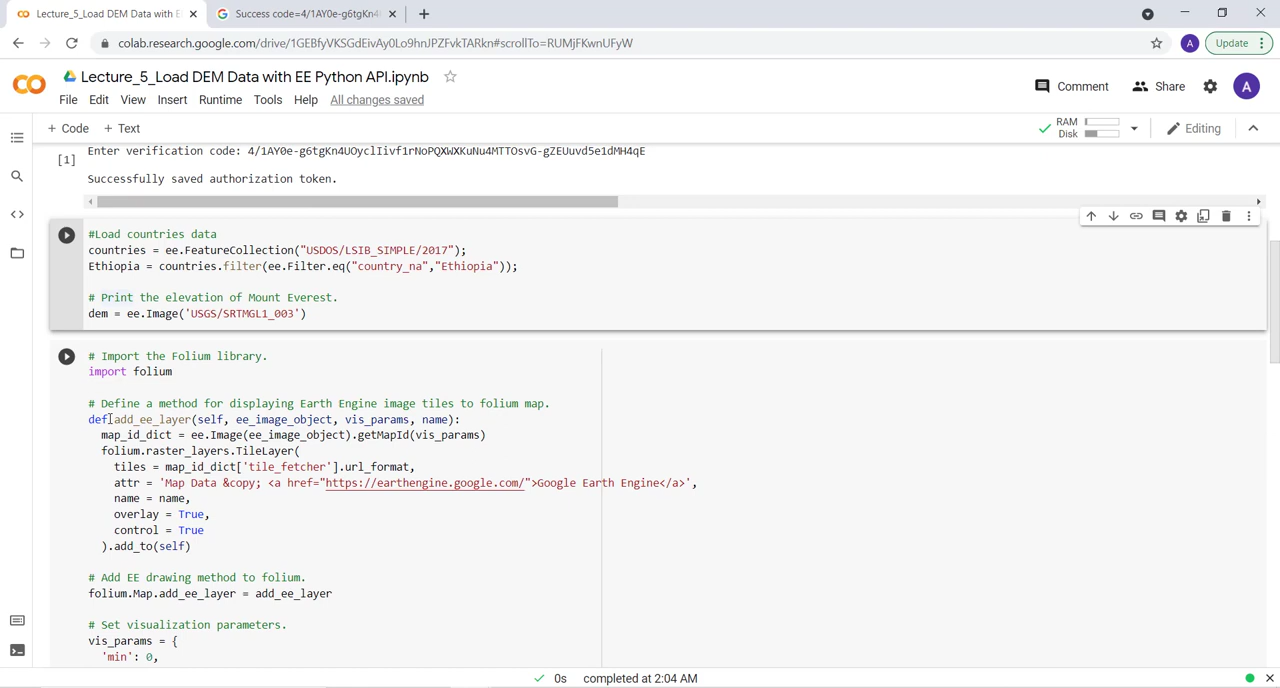 Lecture_5_Load DEM Data with E
Success code=4/1AY0e-g6tgKn4
colab.research.google.com/drive/1GEBfyVKSGdEivAy0Lo9hnJPZFvkTARkn#scrollTo=RUMjFKwnUFyW
A
Update
Lecture_5_Load DEM Data with EE Python API.ipynb
File Edit View Insert Runtime Tools Help All changes saved
Comment
Share
A
+ Code + Text
RAM
Disk
Editing
[1]
Enter verification code: 4/1AY0e-g6tgKn4UOyclIivf1rNoPQXWXKuNu4MTTOsvG-gZEUuvd5e1dMH4qE
Successfully saved authorization token.
#Load countries data
countries = ee.FeatureCollection("USDOS/LSIB_SIMPLE/2017");
Ethiopia = countries.filter(ee.Filter.eq("country_na","Ethiopia"));
# Print the elevation of Mount Everest.
dem = ee.Image('USGS/SRTMGL1_003')
# Import the Folium library.
import folium
# Define a method for displaying Earth Engine image tiles to folium map.
def add_ee_layer(self, ee_image_object, vis_params, name):
map_id_dict = ee.Image(ee_image_object).getMapId(vis_params)
folium.raster_layers.TileLayer(
tiles = map_id_dict['tile_fetcher'].url_format,
attr = 'Map Data &copy; <a href="https://earthengine.google.com/">Google Earth Engine</a>',
name = name,
overlay = True,
control = True
).add_to(self)
# Add EE drawing method to folium.
folium.Map.add_ee_layer = add_ee_layer
# Set visualization parameters.
vis_params = {
'min': 0,
0s completed at 2:04 AM